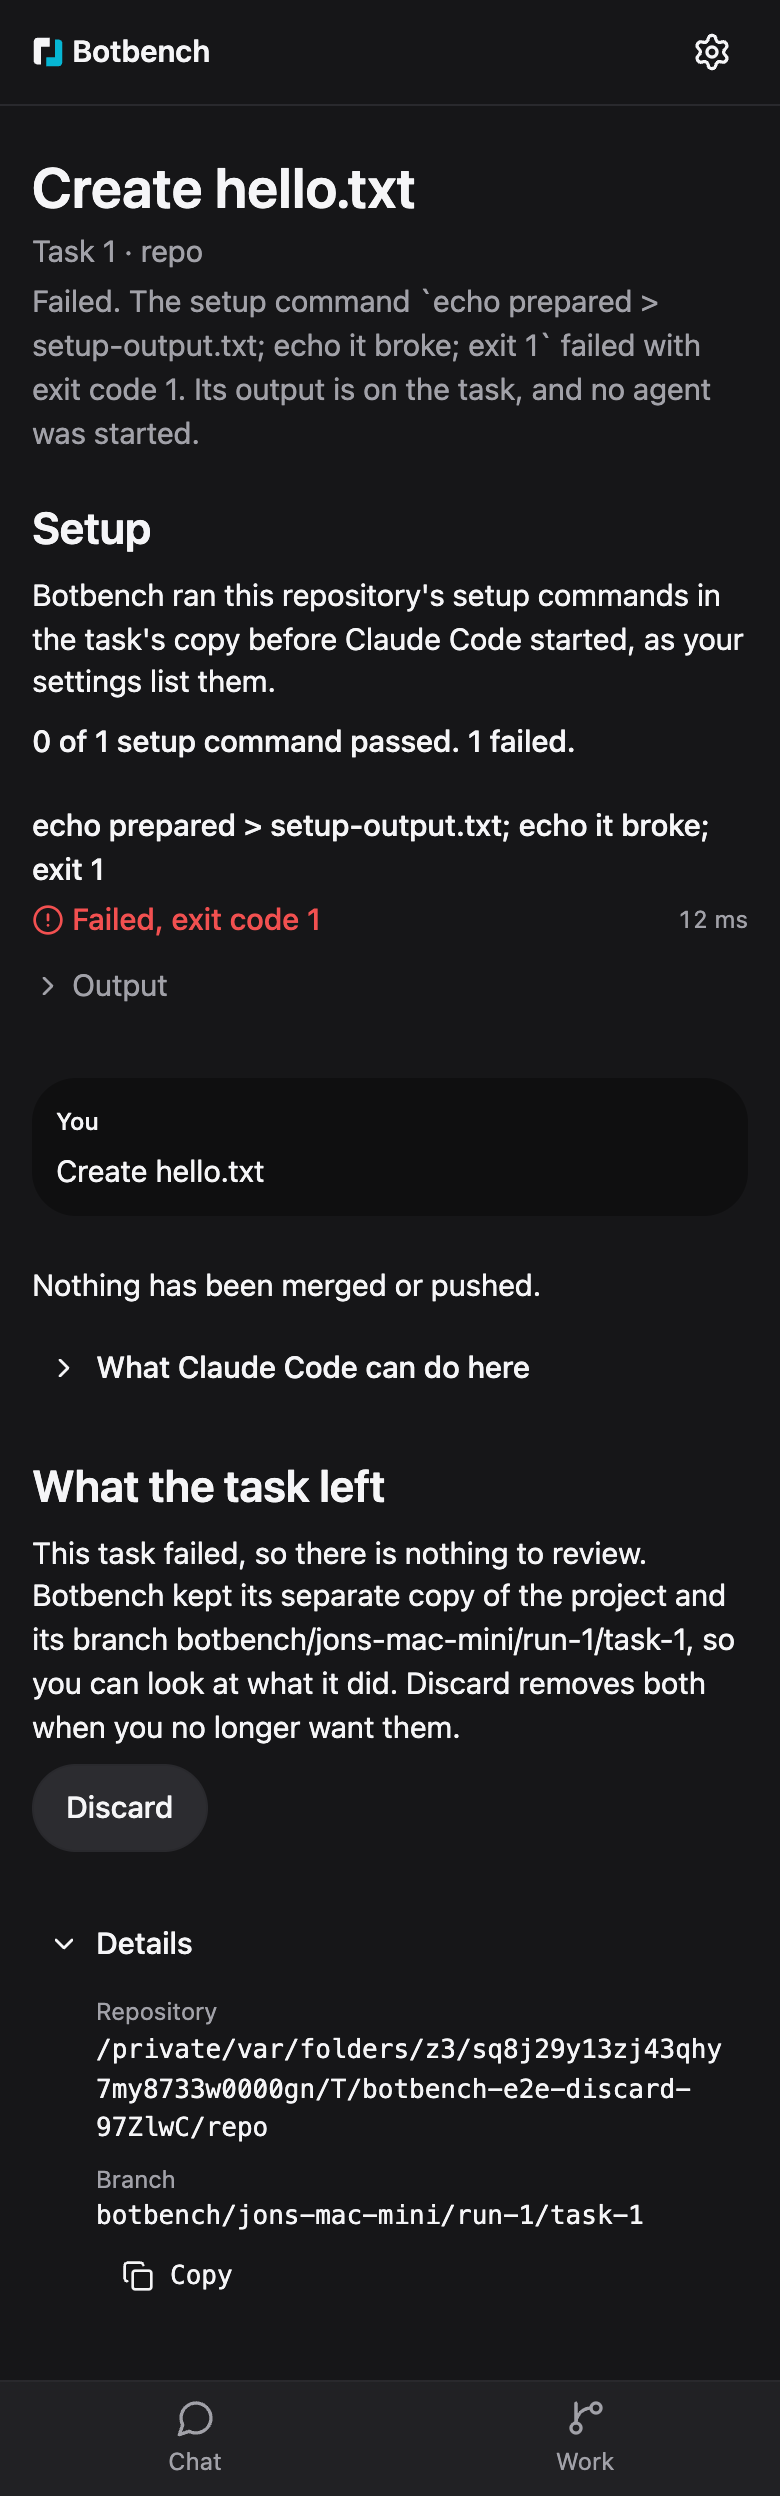 Botbench
Create hello.txt
Task 1 · repo
Failed. The setup command `echo prepared >
setup-output.txt; echo it broke; exit 1` failed with
exit code 1. Its output is on the task, and no agent
was started.
Setup
Botbench ran this repository's setup commands in
the task's copy before Claude Code started, as your
settings list them.
0 of 1 setup command passed. 1 failed.
echo prepared > setup-output.txt; echo it broke;
exit 1
Failed, exit code 1
12 ms
Output
You
Create hello.txt
Nothing has been merged or pushed.
What Claude Code can do here
What the task left
This task failed, so there is nothing to review.
Botbench kept its separate copy of the project and
its branch botbench/jons-mac-mini/run-1/task-1, so
you can look at what it did. Discard removes both
when you no longer want them.
Discard
Details
Repository
/private/var/folders/z3/sq8j29y13zj43qhy
7my8733w0000gn/T/botbench-e2e-discard-
97ZlwC/repo
Branch
botbench/jons-mac-mini/run-1/task-1
Copy
Chat
Work